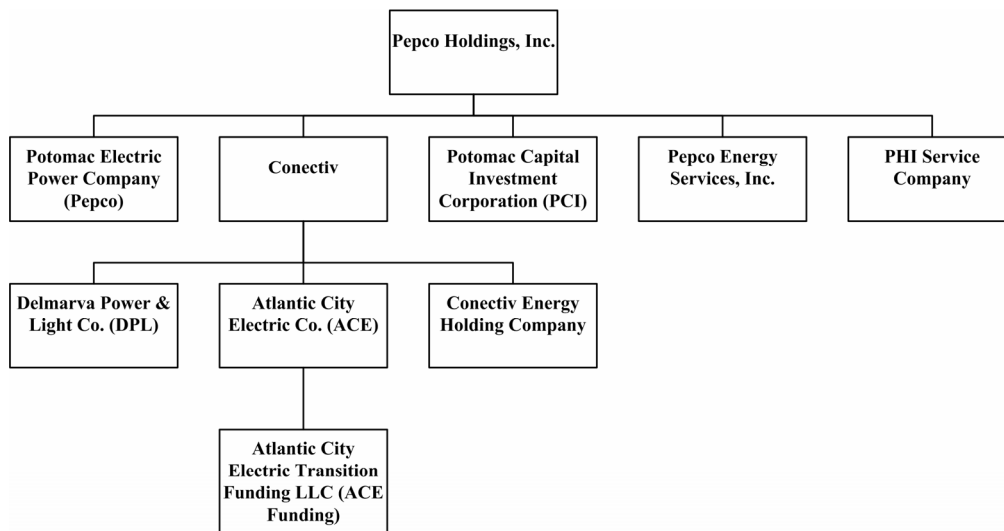 Pepco Holdings, Inc.
Potomac Electric
Power Company
(Pepco)
Conectiv
Potomac Capital
Investment
Corporation (PCI)
Pepco Energy
Services, Inc.
PHI Service
Company
Delmarva Power &
Light Co. (DPL)
Atlantic City
Electric Co. (ACE)
Conectiv Energy
Holding Company
Atlantic City
Electric Transition
Funding LLC (ACE
Funding)